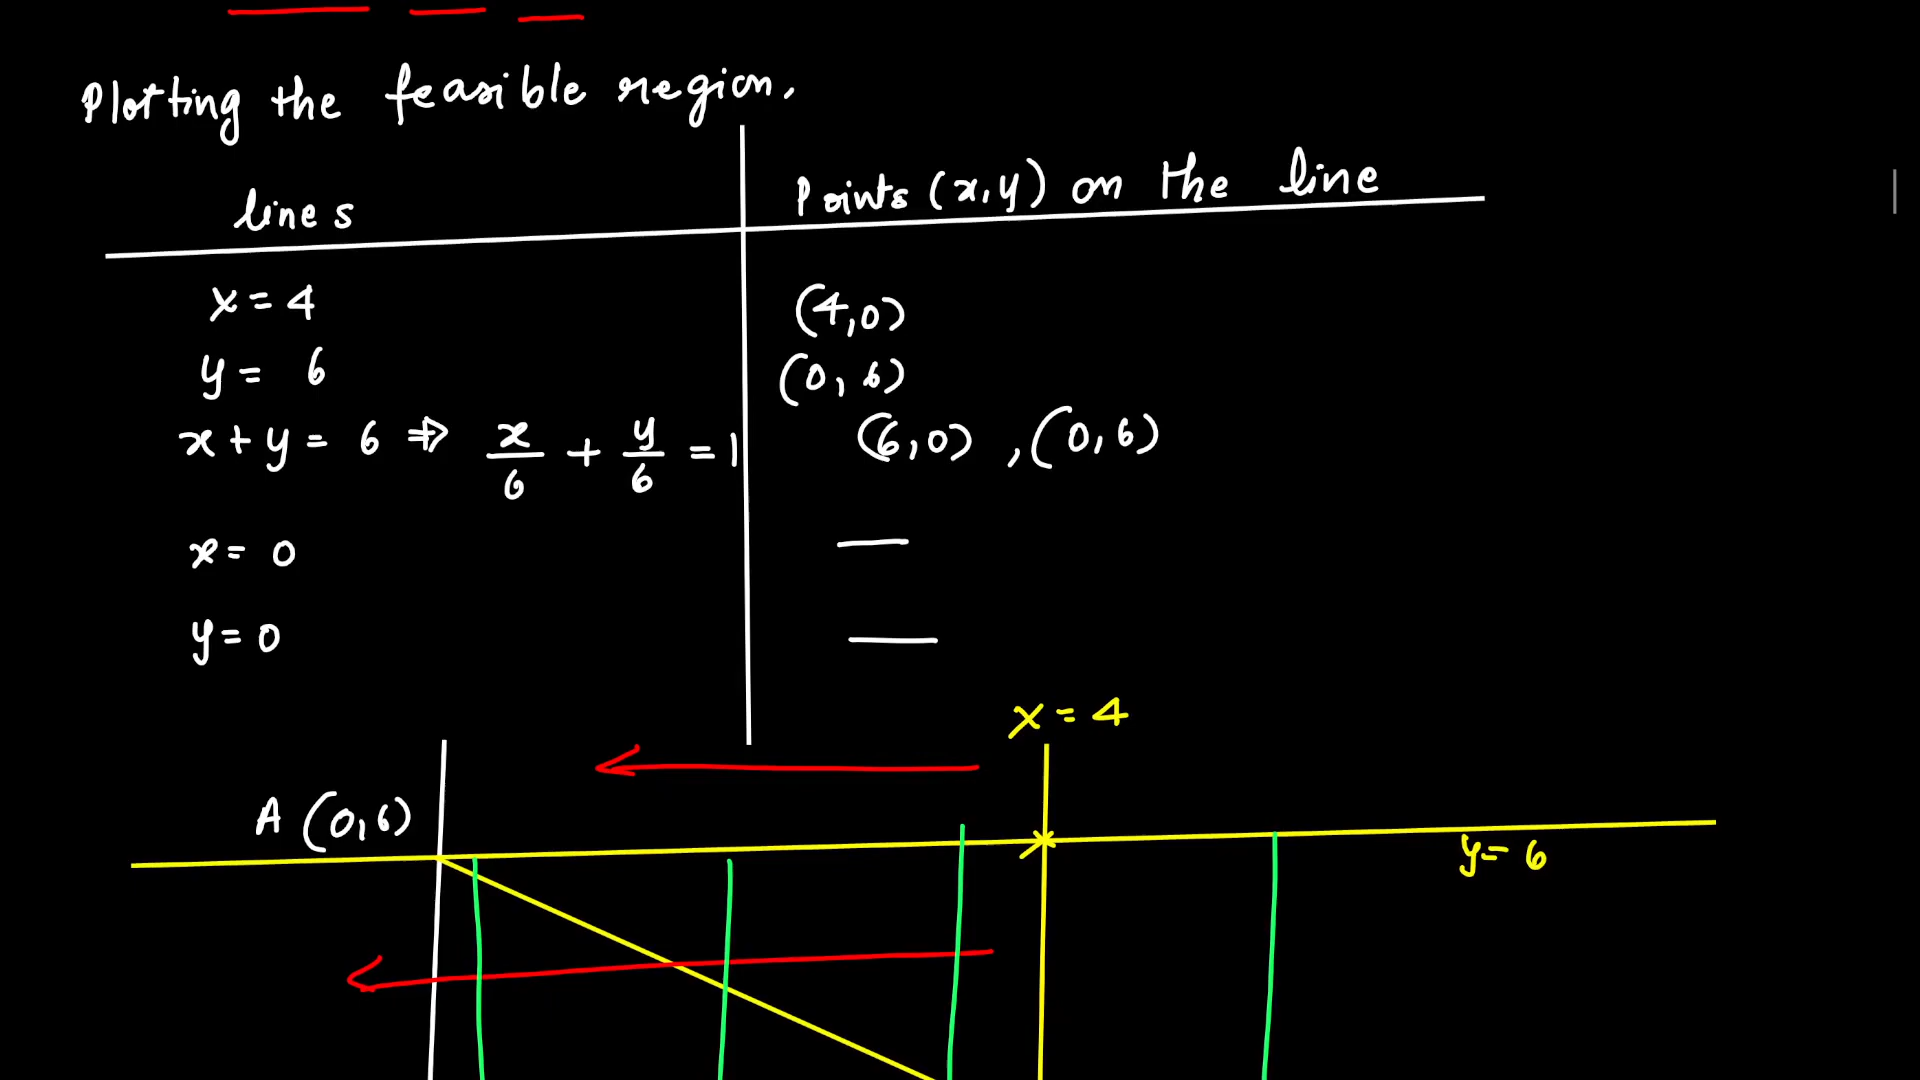 Plotting the feasible region.
lines Points (x,y) on the line
x = 4 (4,0)
y = 6 (0,6)
x + y = 6 ⇒ x/6 + y/6 = 1 (6,0) , (0,6)
x = 0 —
y = 0 —
x = 4
A (0,6)
y = 6